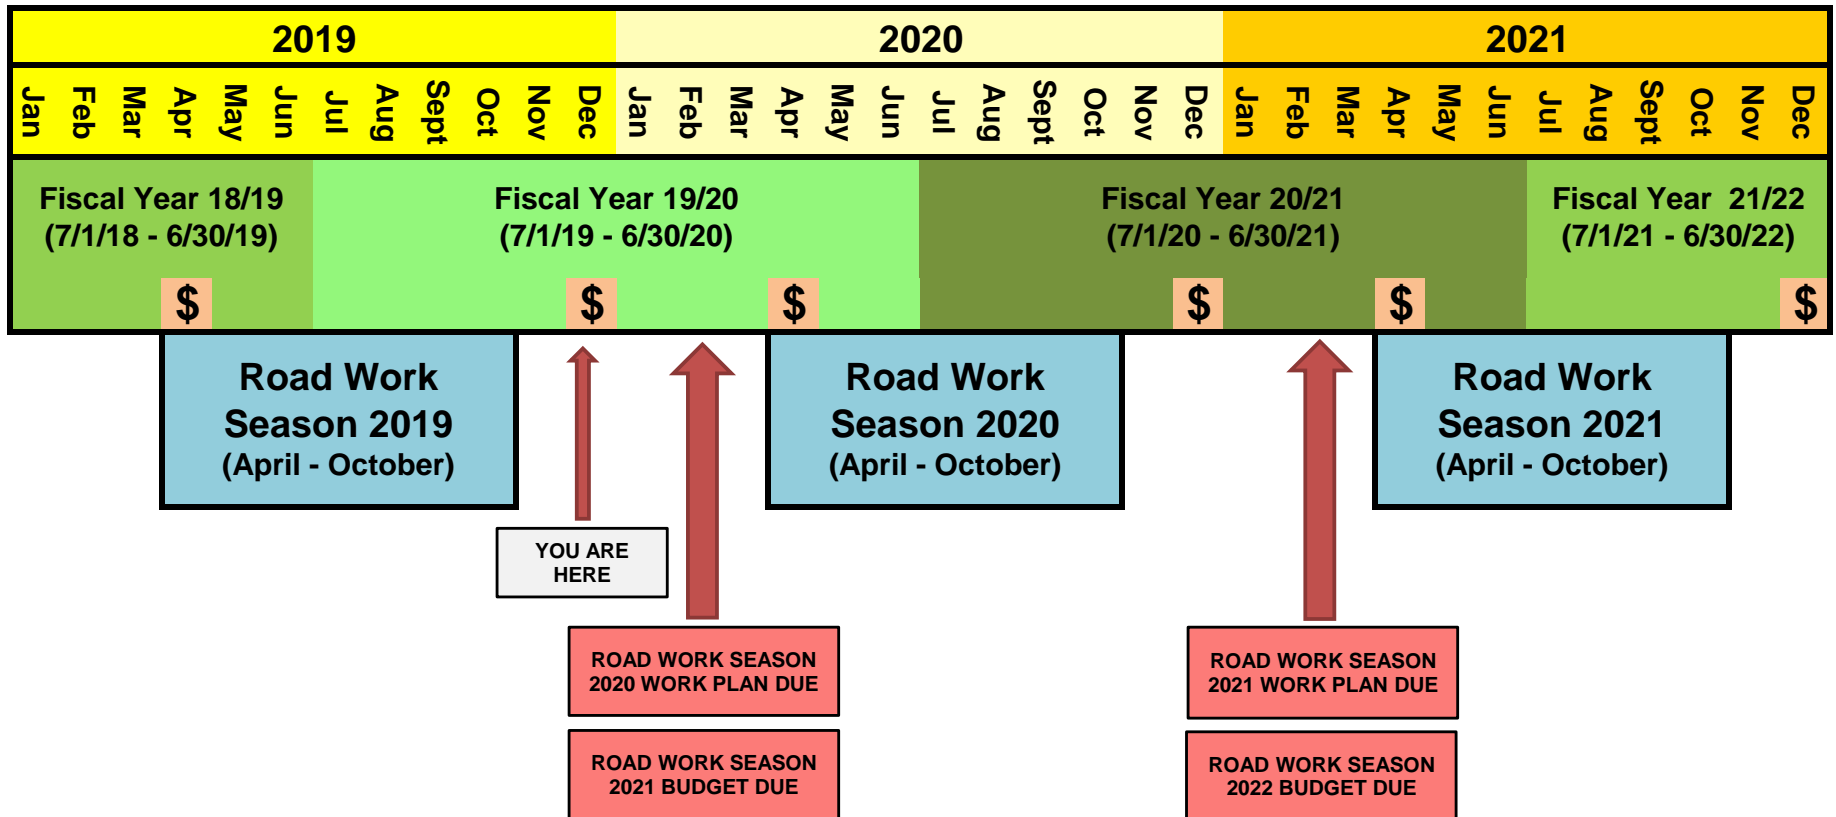 2019 2020 2021
Jan Feb Mar Apr May Jun Jul Aug Sept Oct Nov Dec Jan Feb Mar Apr May Jun Jul Aug Sept Oct Nov Dec Jan Feb Mar Apr May Jun Jul Aug Sept Oct Nov Dec
Fiscal Year 18/19
(7/1/18 - 6/30/19)
Fiscal Year 19/20
(7/1/19 - 6/30/20)
Fiscal Year 20/21
(7/1/20 - 6/30/21)
Fiscal Year 21/22
(7/1/21 - 6/30/22)
$ $ $ $ $ $
Road Work
Season 2019
(April - October)
Road Work
Season 2020
(April - October)
Road Work
Season 2021
(April - October)
YOU ARE
HERE
ROAD WORK SEASON
2020 WORK PLAN DUE
ROAD WORK SEASON
2021 BUDGET DUE
ROAD WORK SEASON
2021 WORK PLAN DUE
ROAD WORK SEASON
2022 BUDGET DUE